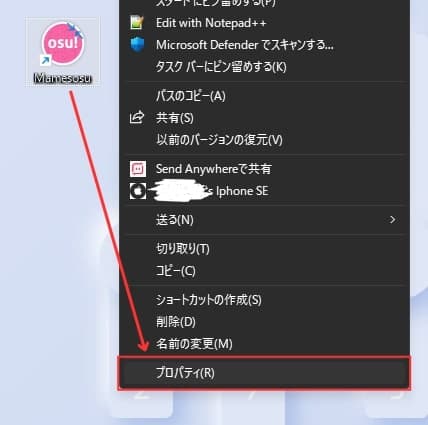 osu!
Mamesosu
スタートにピン留めする(P)
Edit with Notepad++
Microsoft Defender でスキャンする...
タスク バーにピン留めする(K)
パスのコピー(A)
共有(S)
以前のバージョンの復元(V)
Send Anywhereで共有
's Iphone SE
送る(N)
切り取り(T)
コピー(C)
ショートカットの作成(S)
削除(D)
名前の変更(M)
プロパティ(R)